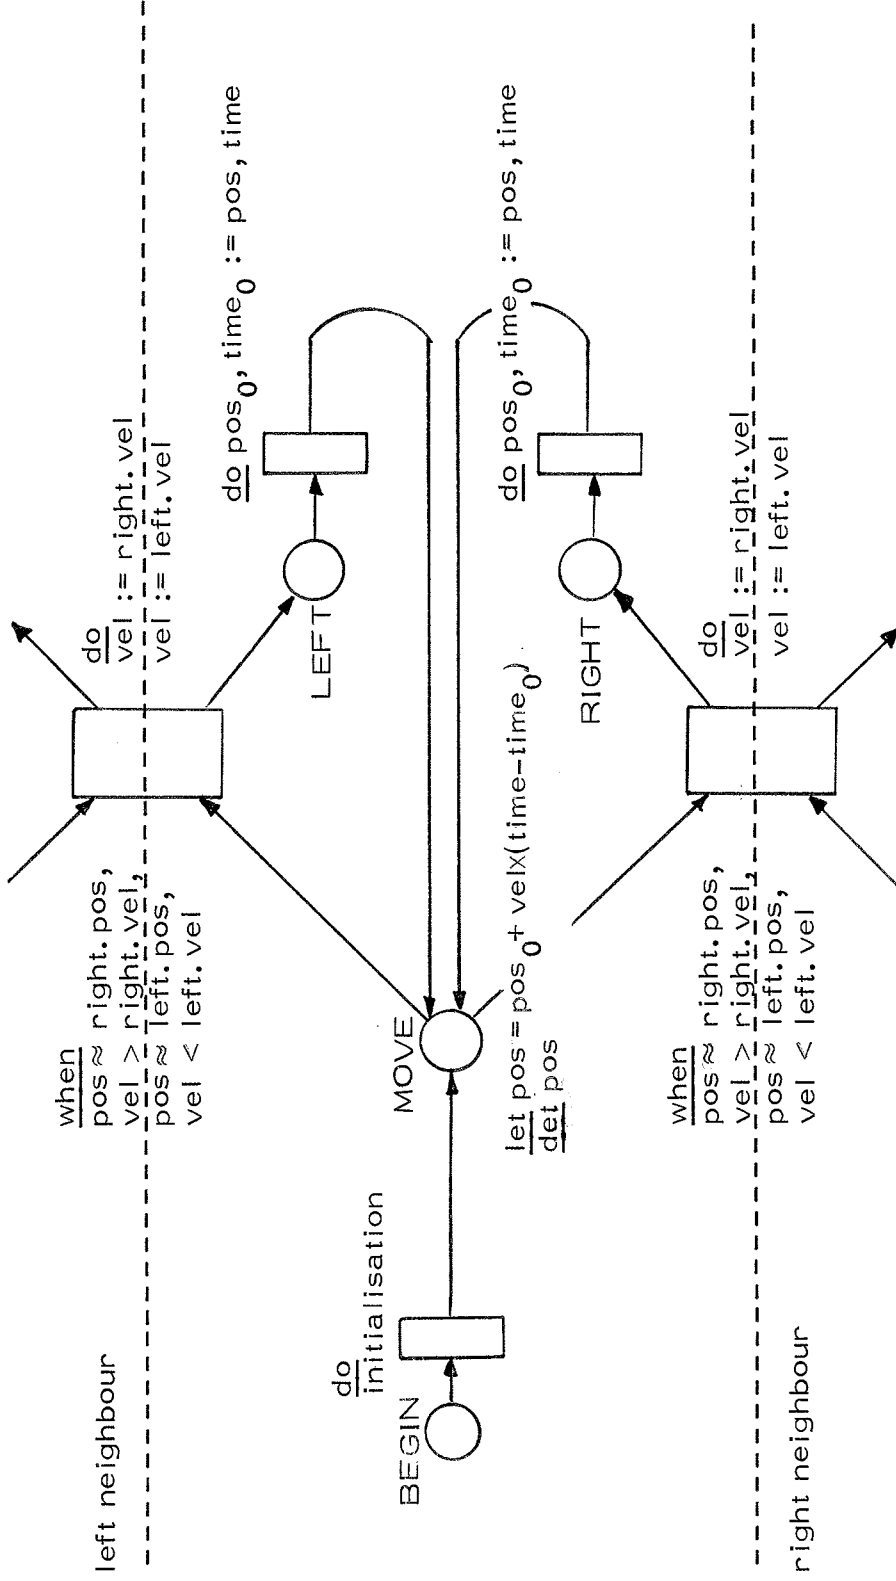 left neighbour
when
pos ≈ right.pos,
vel > right.vel,
pos ≈ left.pos,
vel < left.vel
do
vel := right.vel
vel := left.vel
do pos₀, time₀ := pos, time
LEFT
BEGIN
do
initialisation
MOVE
let pos = pos₀ + vel×(time-time₀)
det pos
do pos₀, time₀ := pos, time
RIGHT
when
pos ≈ right.pos,
vel > right.vel,
pos ≈ left.pos,
vel < left.vel
do
vel := right.vel
vel := left.vel
right neighbour